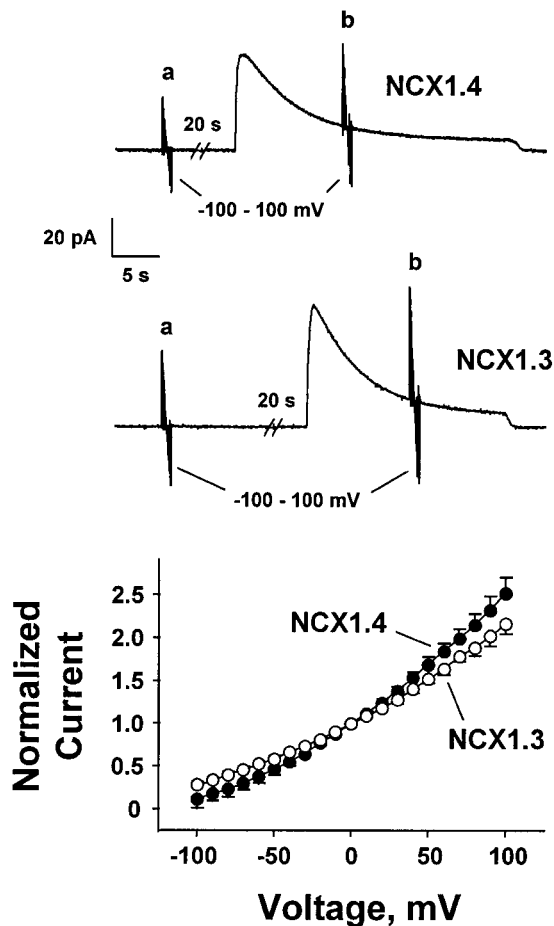 a
b
NCX1.4
20 s
-100 - 100 mV
20 pA
5 s
a
b
NCX1.3
20 s
-100 - 100 mV
Normalized
Current
2.5
2.0
1.5
1.0
0.5
0
NCX1.4
NCX1.3
-100
-50
0
50
100
Voltage, mV